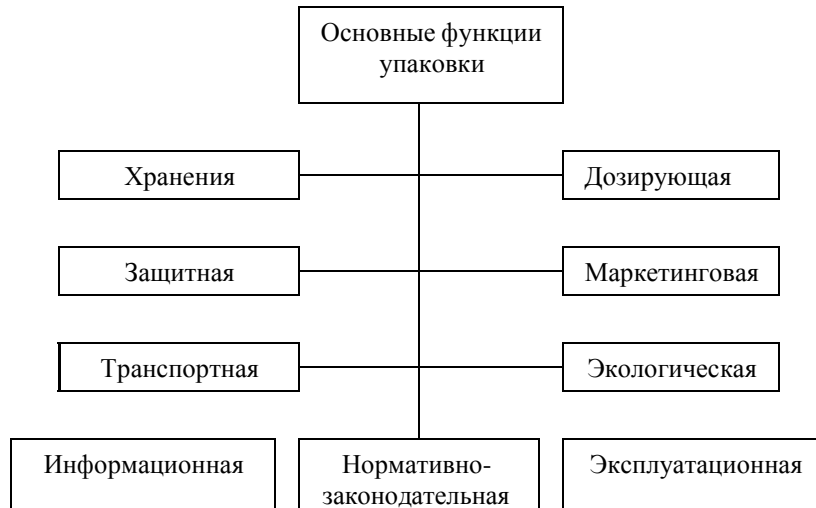 Основные функции
упаковки
Хранения
Дозирующая
Защитная
Маркетинговая
Транспортная
Экологическая
Информационная
Нормативно-
законодательная
Эксплуатационная